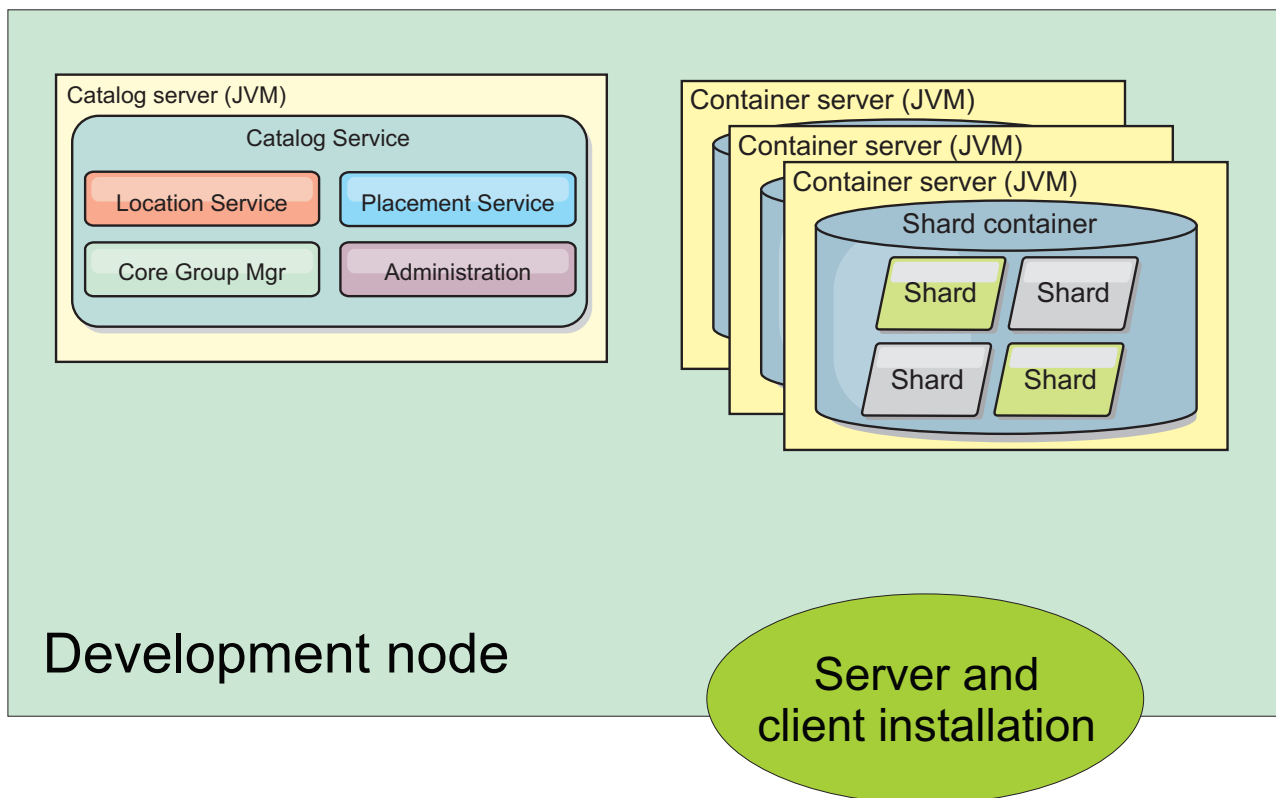 Catalog server (JVM)
Catalog Service
Location Service
Placement Service
Core Group Mgr
Administration
Container server (JVM)
Container server (JVM)
Container server (JVM)
Shard container
Shard
Shard
Shard
Shard
Development node
Server and
client installation